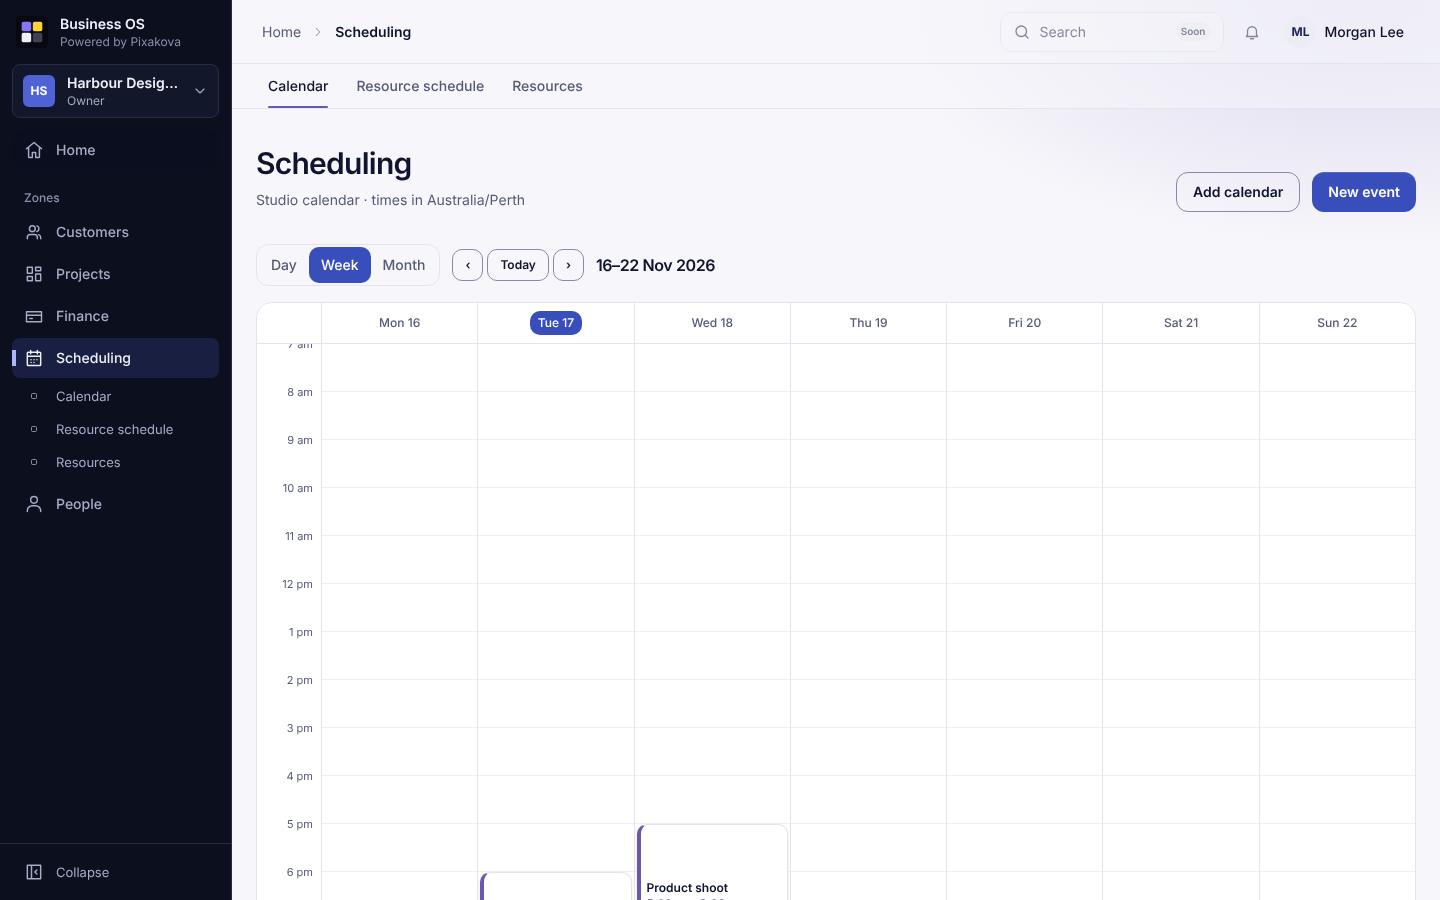 Business OS
Powered by Pixakova
HS
Harbour Desig...
Owner
Home
Zones
Customers
Projects
Finance
Scheduling
Calendar
Resource schedule
Resources
People
Collapse
Home
Scheduling
Search
Soon
ML
Morgan Lee
Calendar
Resource schedule
Resources
Scheduling
Studio calendar · times in Australia/Perth
Add calendar
New event
Day
Week
Month
‹
Today
›
16–22 Nov 2026
Mon 16
Tue 17
Wed 18
Thu 19
Fri 20
Sat 21
Sun 22
7 am
8 am
9 am
10 am
11 am
12 pm
1 pm
2 pm
3 pm
4 pm
5 pm
6 pm
Product shoot